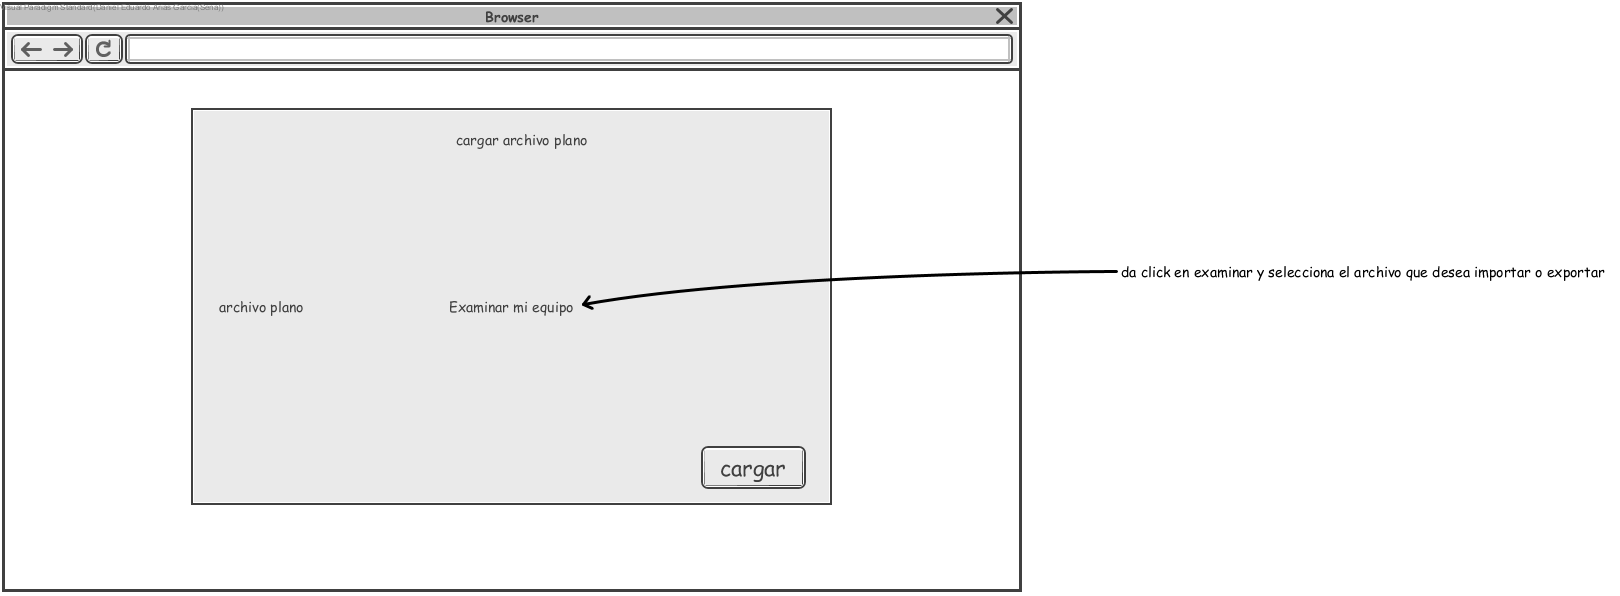 Visual Paradigm Standard(Daniel Eduardo Arias Garcia(Sena))
Browser
cargar archivo plano
da click en examinar y selecciona el archivo que desea importar o exportar
archivo plano
Examinar mi equipo
cargar